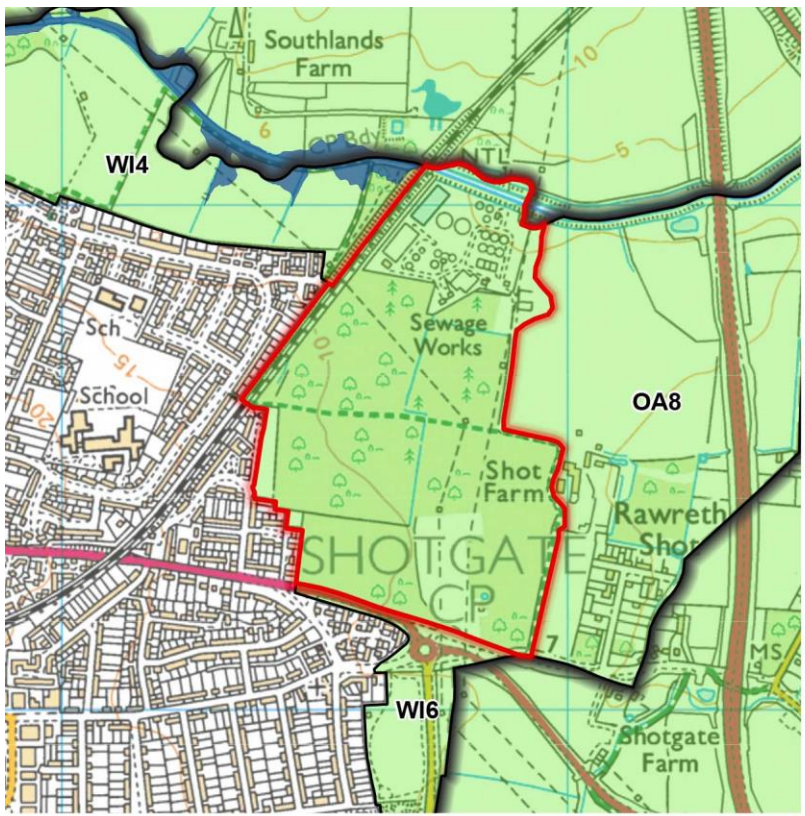 Southlands
Farm
10
6
CP Bdy
5
NTL
WI4
Sch
15
10
Sewage
Works
School
20
OA8
Shot
Farm
Rawreth
Shot
SHOTGATE
CP
7
MS
WI6
Shotgate
Farm